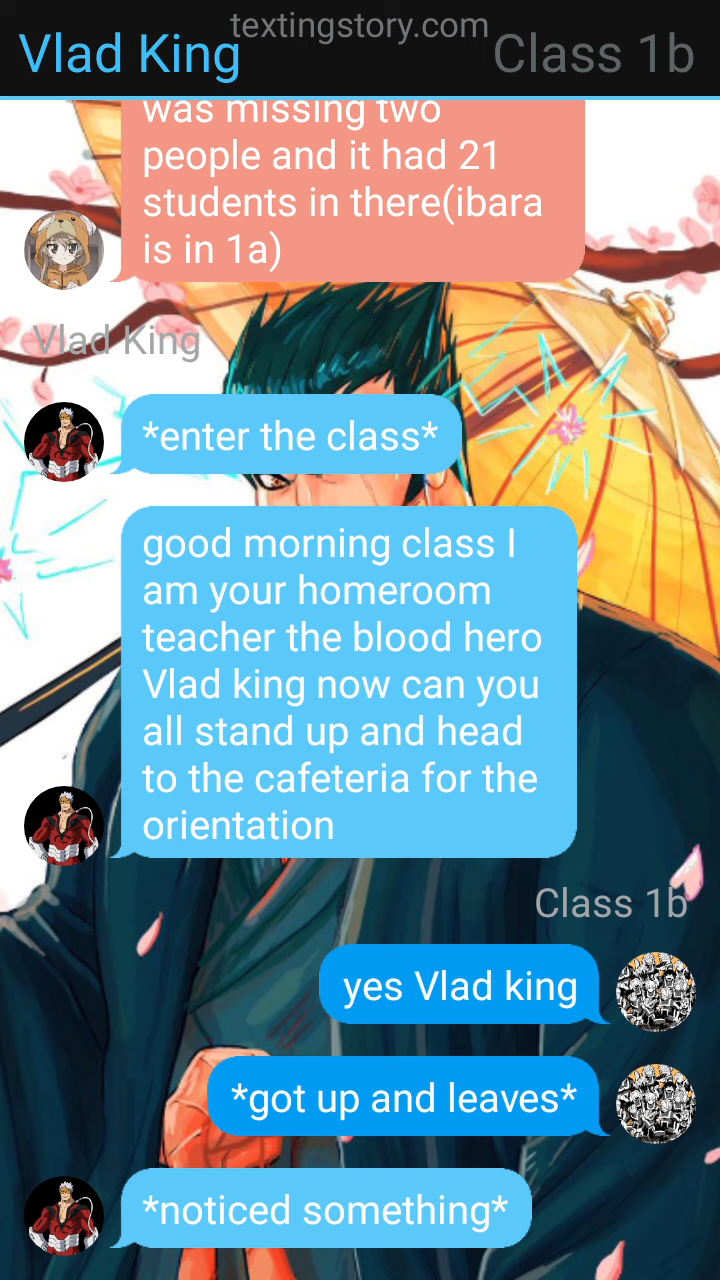 textingstory.com
Vlad King
Class 1b
was missing two
people and it had 21
students in there(ibara
is in 1a)
Vlad King
*enter the class*
good morning class I
am your homeroom
teacher the blood hero
Vlad king now can you
all stand up and head
to the cafeteria for the
orientation
Class 1b
yes Vlad king
*got up and leaves*
*noticed something*